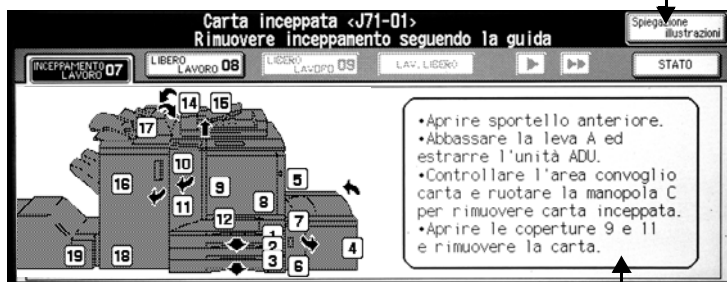 Carta inceppata <J71-01>
Rimuovere inceppamento seguendo la guida
Spiegazione
illustrazioni
INCEPPAMENTO
LAVORO 07
LIBERO
LAVORO 08
LIBERO
LAVORO 09
LAV.LIBERO
STATO
14 15
17
10
16
9
5
11
8
12
7
1
2
4
3
19 18
6
•Aprire sportello anteriore.
•Abbassare la leva A ed
estrarre l'unità ADU.
•Controllare l'area convoglio
carta e ruotare la manopola C
per rimuovere carta inceppata.
•Aprire le coperture 9 e 11
e rimuovere la carta.